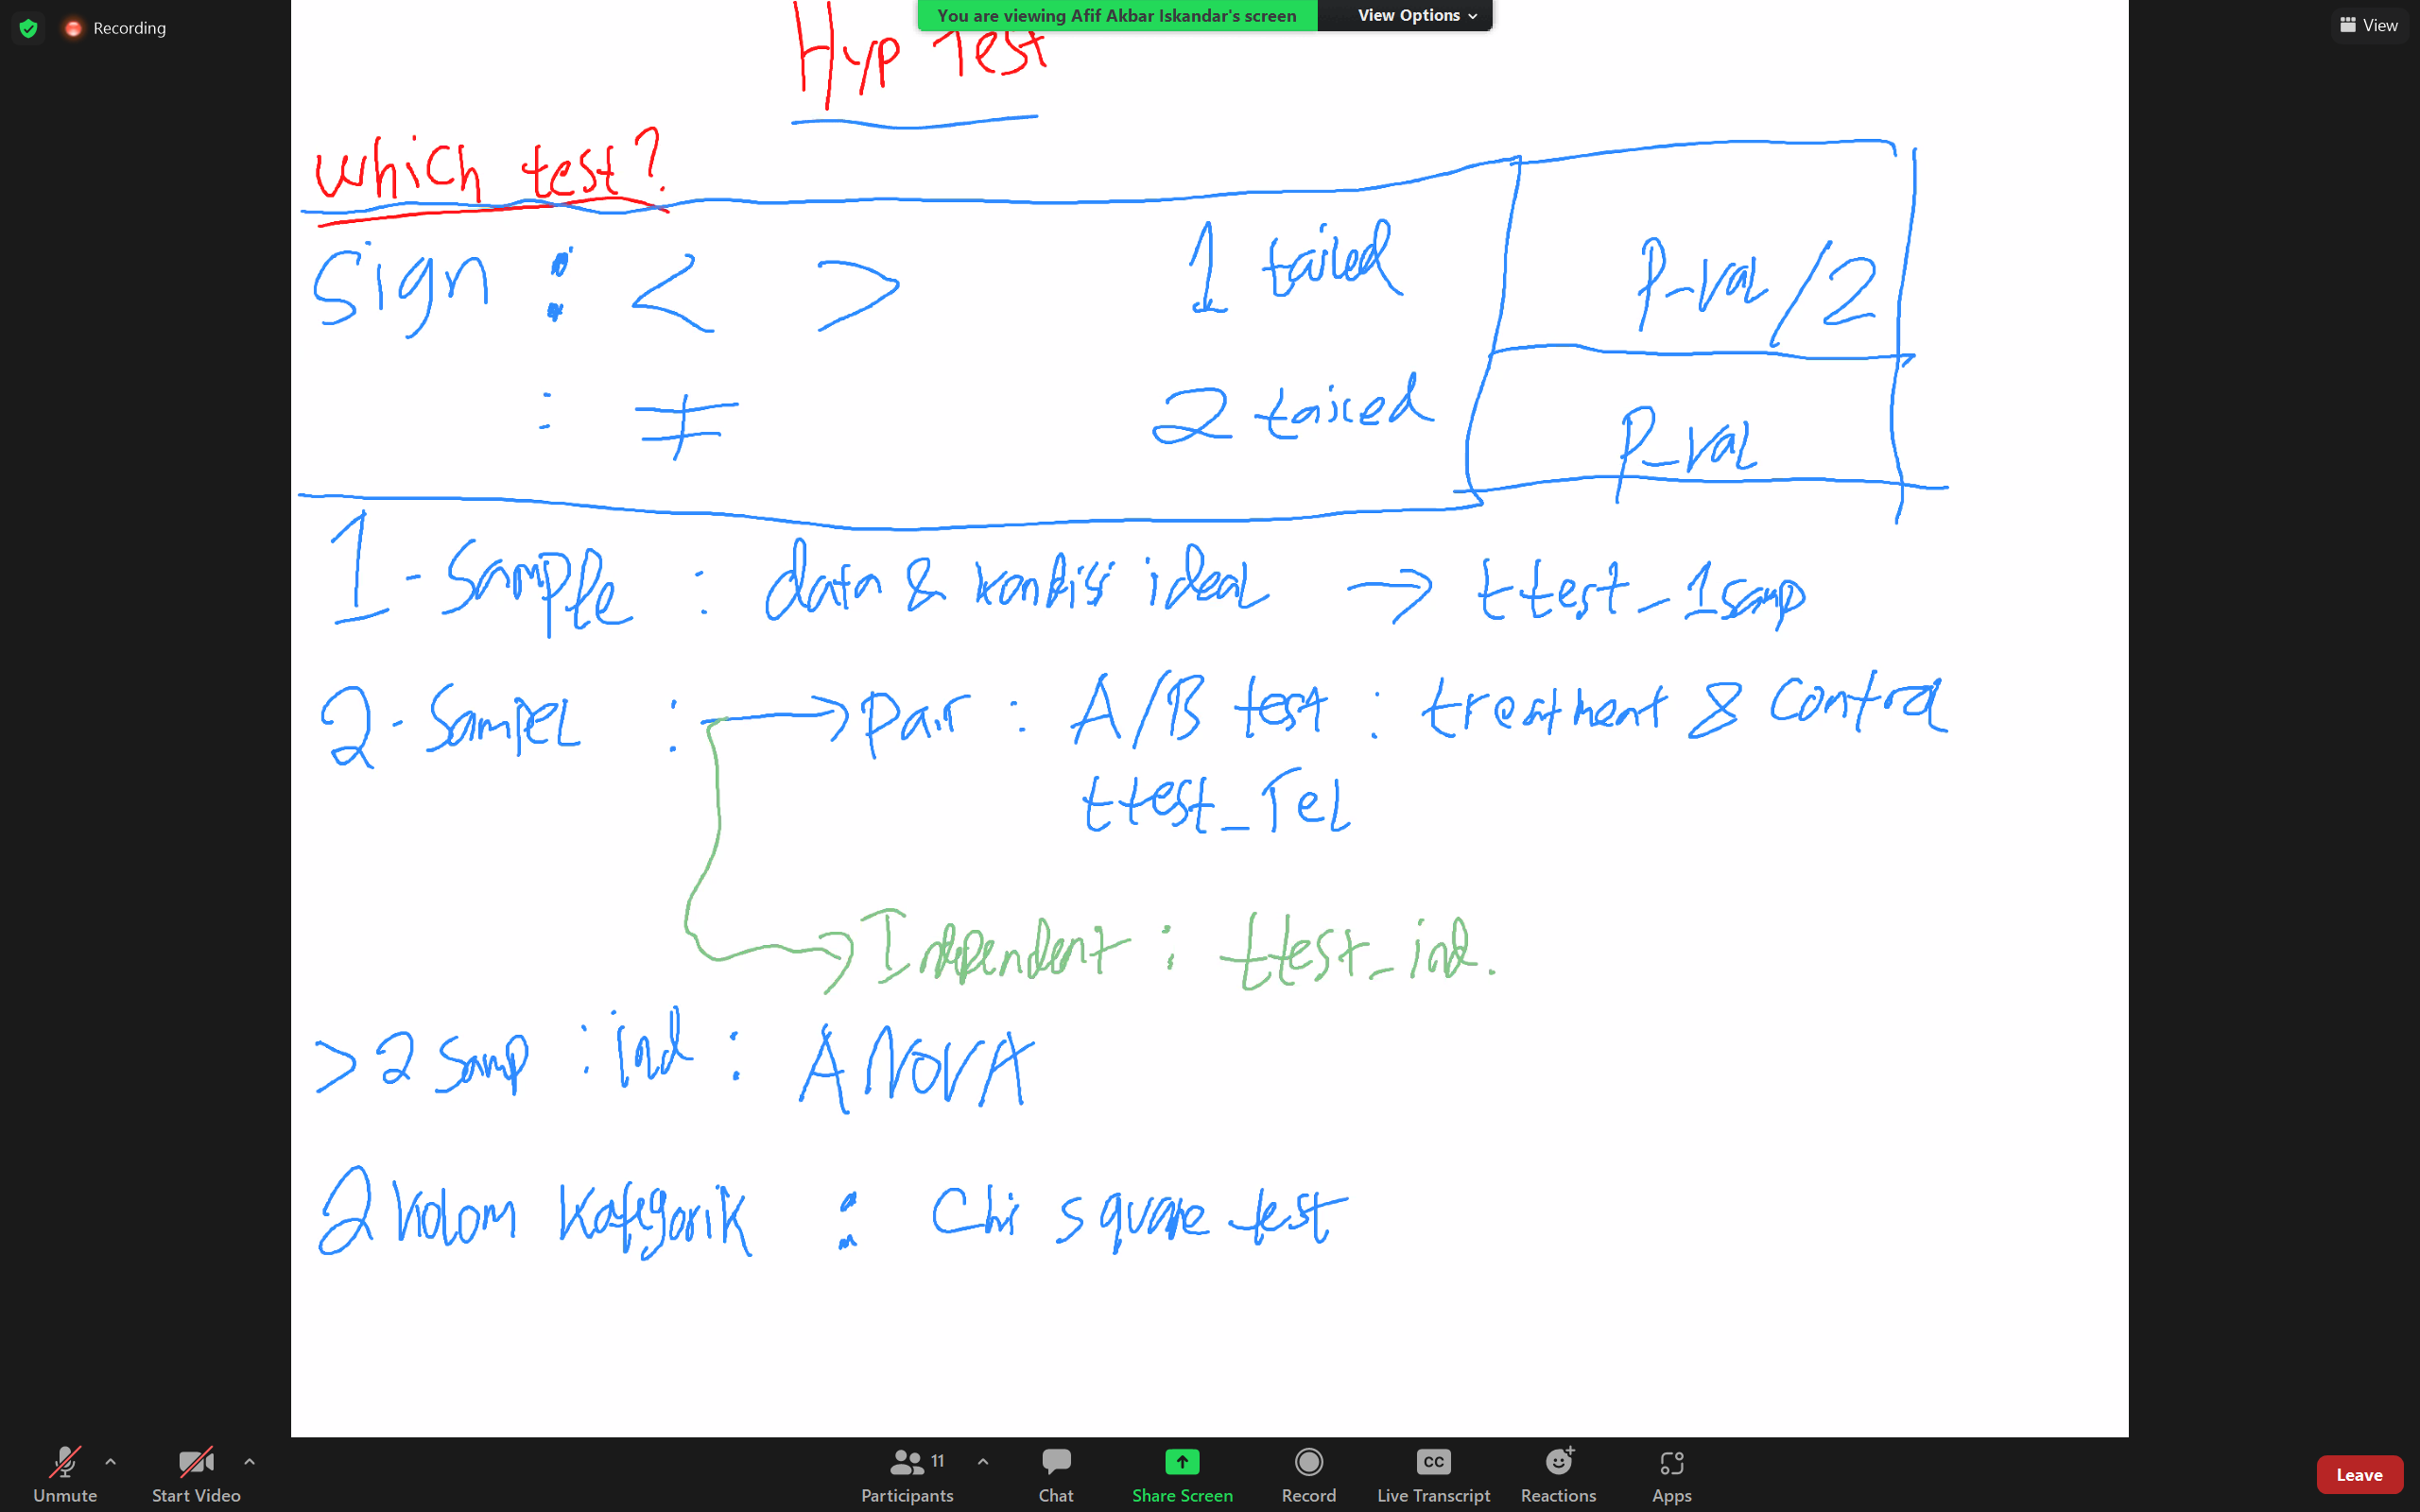 Recording
You are viewing Afif Akbar Iskandar's screen View Options
View
Hyp Test
Which test?
Sign : < > 1 tailed P-val/2
: ≠ 2 tailed P-val
1-Sample : data & kondisi ideal → ttest_1samp
2-Sampel : → Pair : A/B test : treatment & Control
ttest_rel
→ Independent : ttest_ind.
>2 Samp : ind : ANOVA
2 Kolom Kategorik : Chi square test
11
Unmute Start Video Participants Chat Share Screen Record CC Live Transcript Reactions Apps Leave